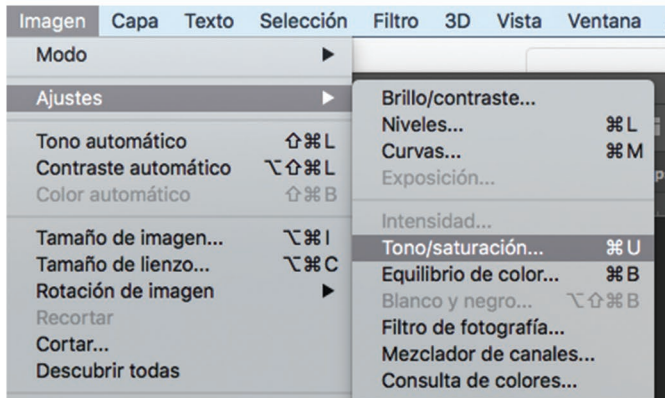 Imagen Capa Texto Selección Filtro 3D Vista Ventana
Modo ▶
Ajustes ▶
Tono automático ⇧⌘L
Contraste automático ⌥⇧⌘L
Color automático ⇧⌘B
Tamaño de imagen... ⌥⌘I
Tamaño de lienzo... ⌥⌘C
Rotación de imagen ▶
Recortar
Cortar...
Descubrir todas
Brillo/contraste...
Niveles... ⌘L
Curvas... ⌘M
Exposición...
Intensidad...
Tono/saturación... ⌘U
Equilibrio de color... ⌘B
Blanco y negro... ⌥⇧⌘B
Filtro de fotografía...
Mezclador de canales...
Consulta de colores...